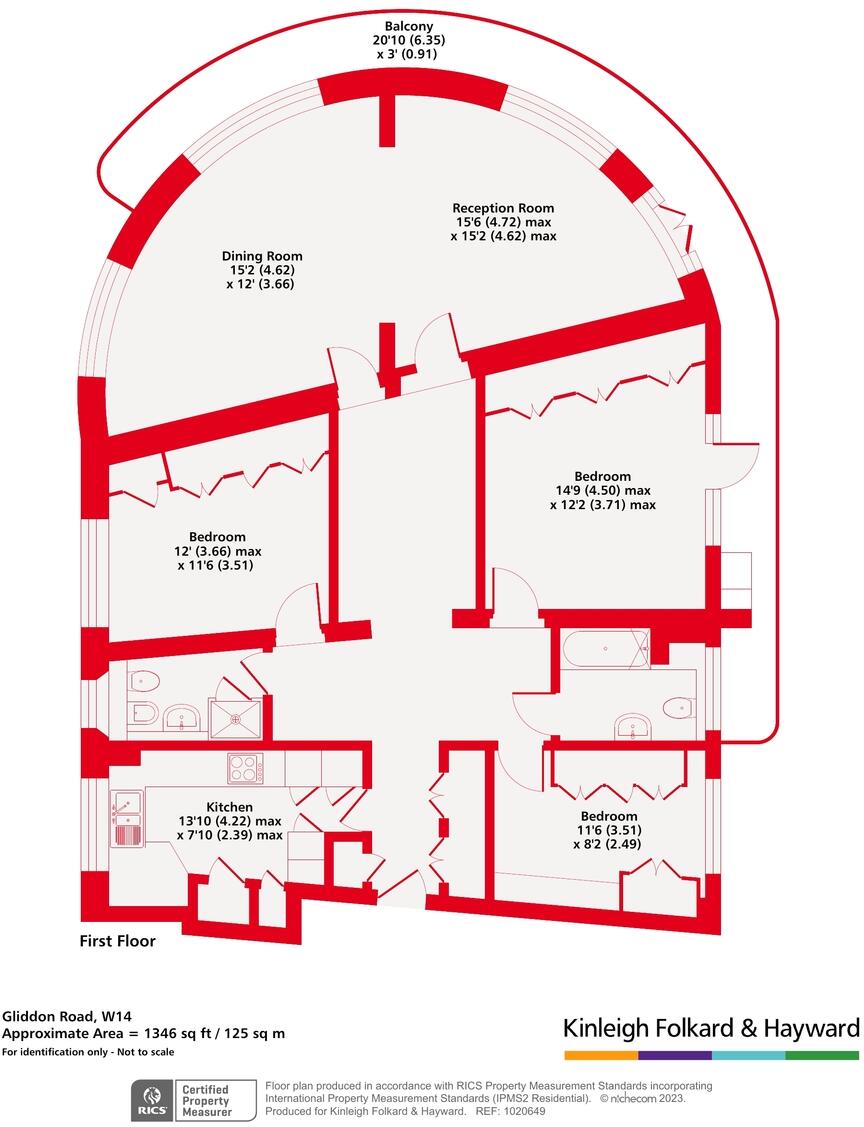 Balcony
20'10 (6.35)
x 3' (0.91)
Reception Room
15'6 (4.72) max
x 15'2 (4.62) max
Dining Room
15'2 (4.62)
x 12' (3.66)
Bedroom
14'9 (4.50) max
x 12'2 (3.71) max
Bedroom
12' (3.66) max
x 11'6 (3.51)
Kitchen
13'10 (4.22) max
x 7'10 (2.39) max
Bedroom
11'6 (3.51)
x 8'2 (2.49)
First Floor
Gliddon Road, W14
Approximate Area = 1346 sq ft / 125 sq m
For identification only - Not to scale
Kinleigh Folkard & Hayward
RICS
Certified
Property
Measurer
Floor plan produced in accordance with RICS Property Measurement Standards incorporating
International Property Measurement Standards (IPMS2 Residential). © nichecom 2023.
Produced for Kinleigh Folkard & Hayward. REF: 1020649